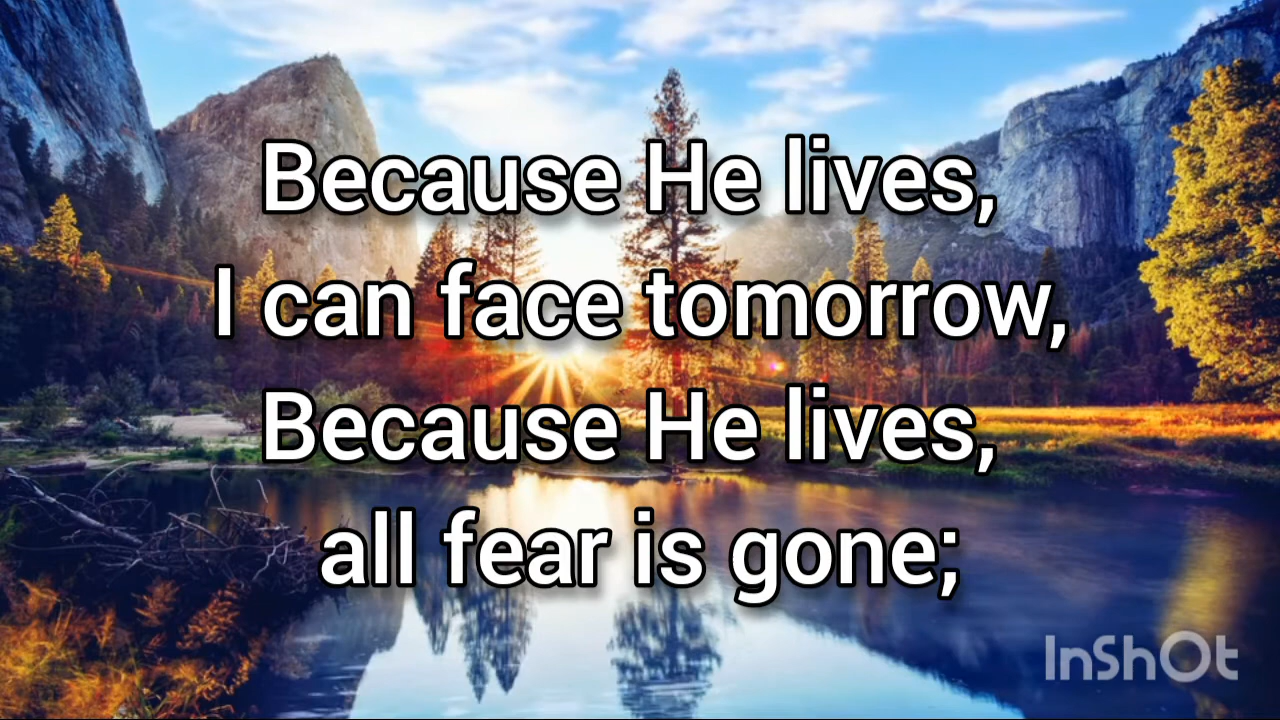 Because He lives,
I can face tomorrow,
Because He lives,
all fear is gone;
InShOt